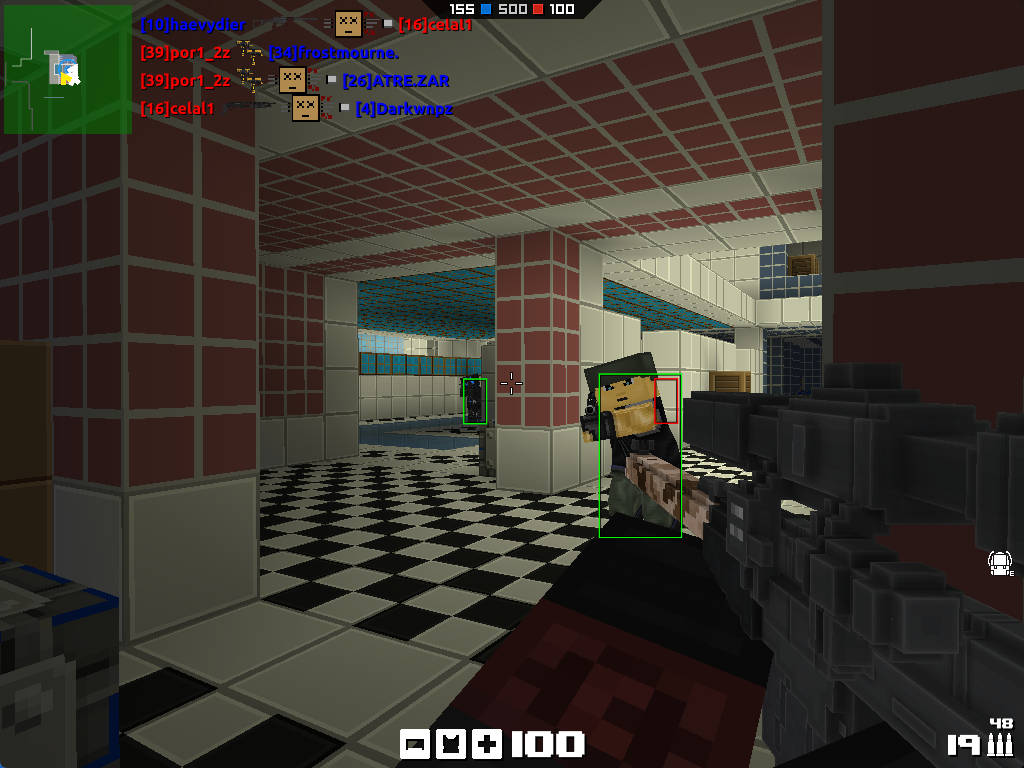 155 500 100
[10]haevydier [16]celal1
[39]por1_2z [34]frostmourne.
[39]por1_2z [26]ATRE.ZAR
[16]celal1 [4]Darkwnpz
E
48
100 19